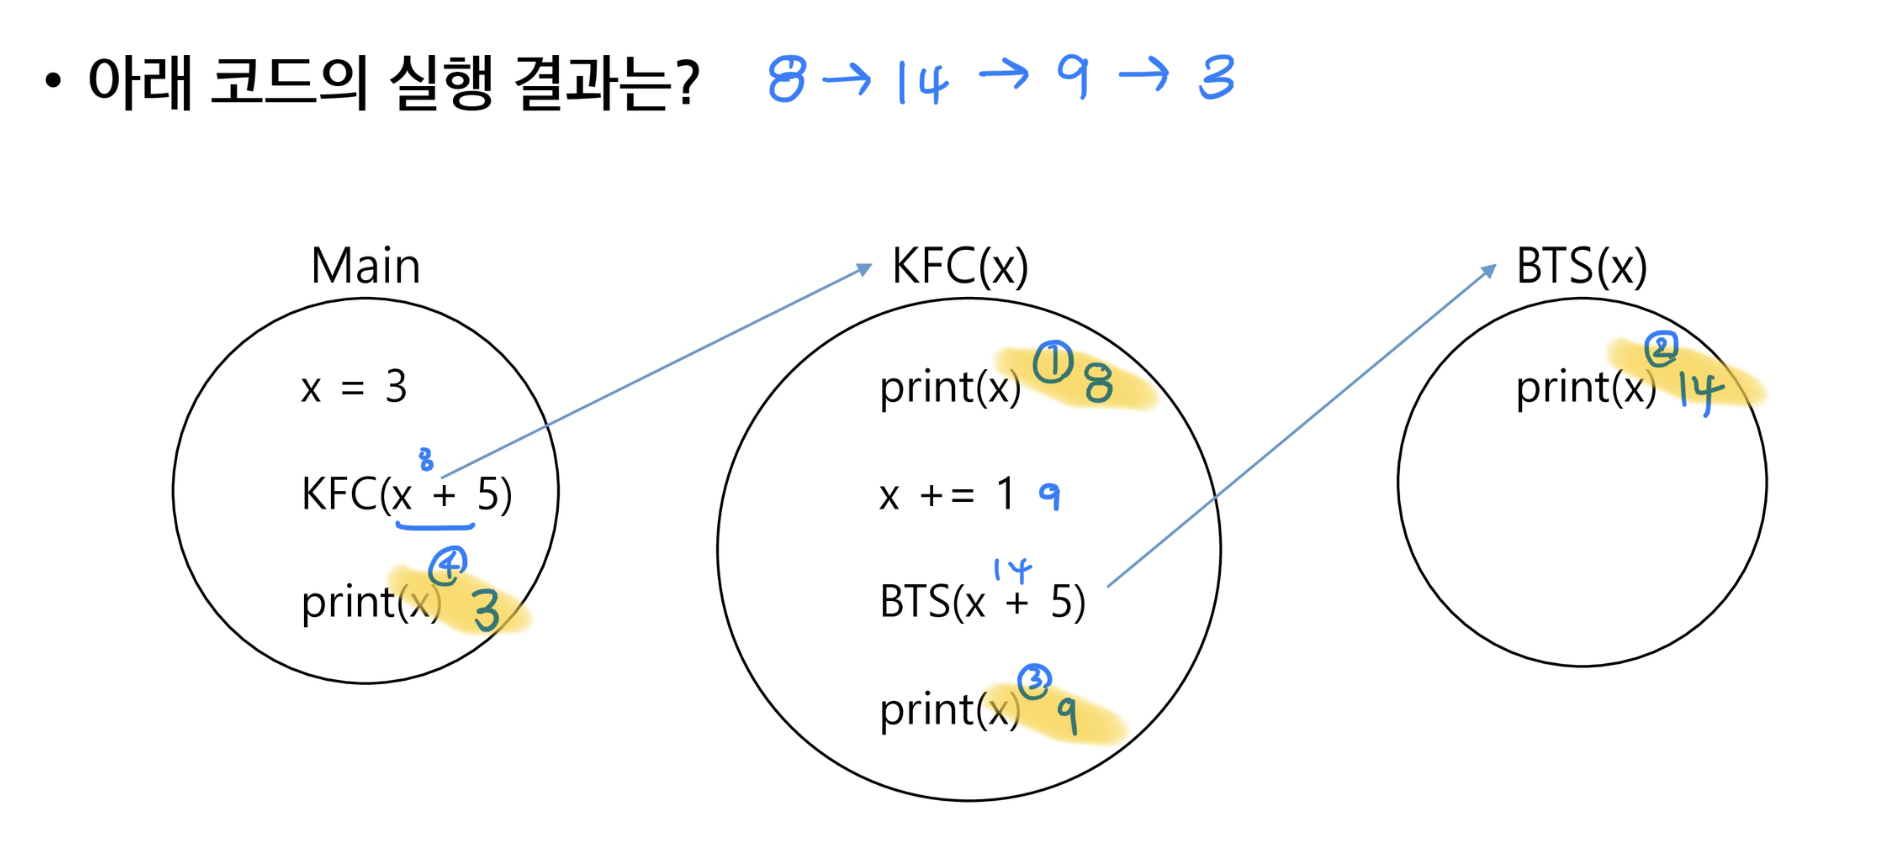 • 아래 코드의 실행 결과는? 8 → 14 → 9 → 3
Main
x = 3
8
KFC(x + 5)
④
print(x) 3
KFC(x)
①
print(x) 8
x += 1 9
14
BTS(x + 5)
③
print(x) 9
BTS(x)
②
print(x) 14